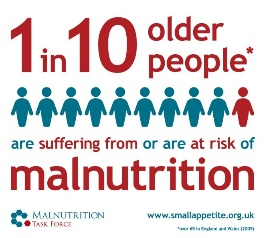 1 in 10 older
people*
are suffering from or are at risk of
malnutrition
MALNUTRITION
TASK FORCE
www.smallappetite.org.uk